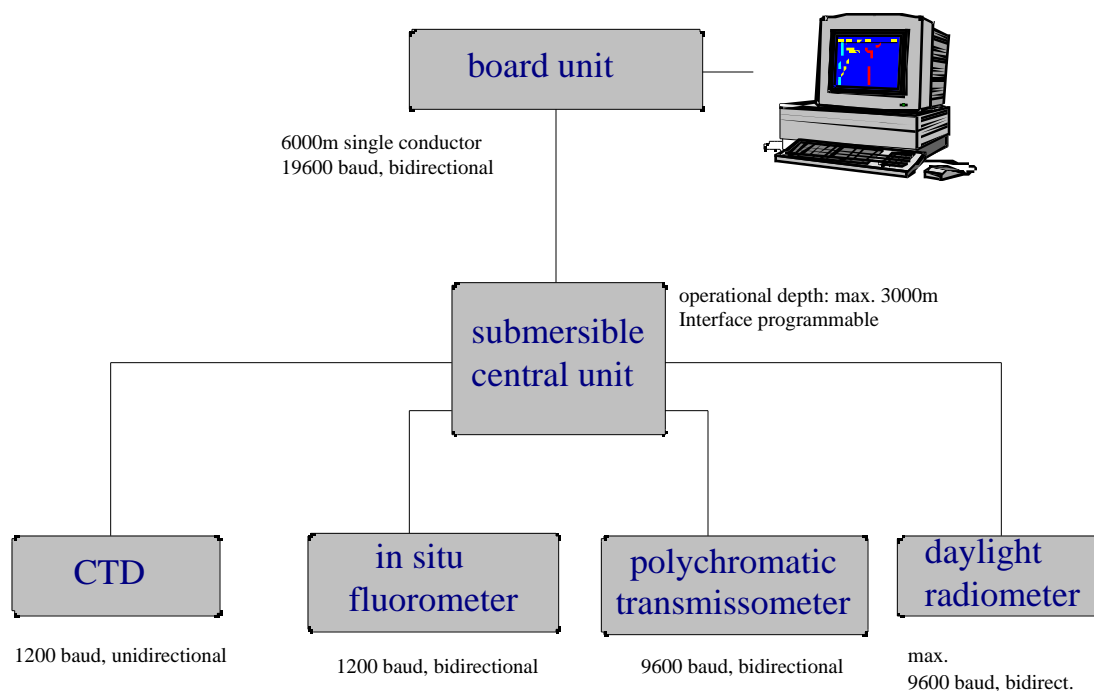 board unit
6000m single conductor
19600 baud, bidirectional
operational depth: max. 3000m
Interface programmable
submersible
central unit
CTD
in situ
fluorometer
polychromatic
transmissometer
daylight
radiometer
1200 baud, unidirectional
1200 baud, bidirectional
9600 baud, bidirectional
max.
9600 baud, bidirect.